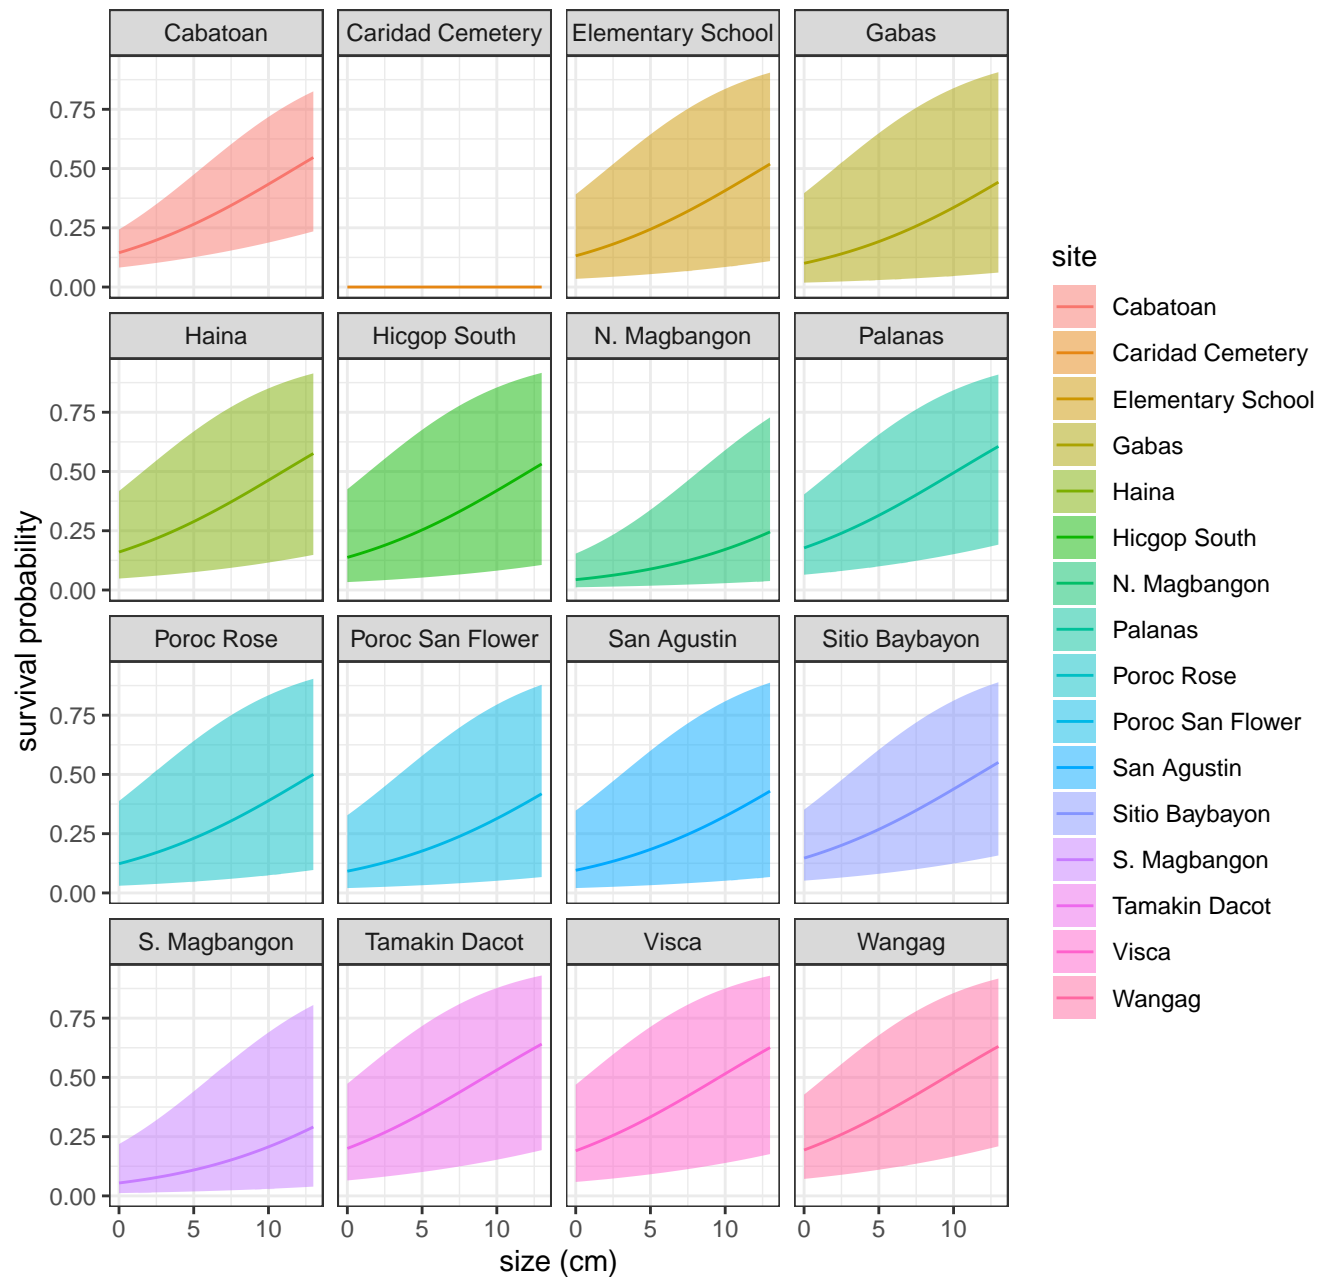 Cabatoan
Caridad Cemetery
Elementary School
Gabas
0.75
0.50
0.25
0.00
Haina
Hicgop South
N. Magbangon
Palanas
0.75
0.50
0.25
0.00
Poroc Rose
Poroc San Flower
San Agustin
Sitio Baybayon
0.75
0.50
0.25
0.00
S. Magbangon
Tamakin Dacot
Visca
Wangag
0.75
0.50
0.25
0.00
0 5 10
0 5 10
0 5 10
0 5 10
size (cm)
survival probability
site
Cabatoan
Caridad Cemetery
Elementary School
Gabas
Haina
Hicgop South
N. Magbangon
Palanas
Poroc Rose
Poroc San Flower
San Agustin
Sitio Baybayon
S. Magbangon
Tamakin Dacot
Visca
Wangag